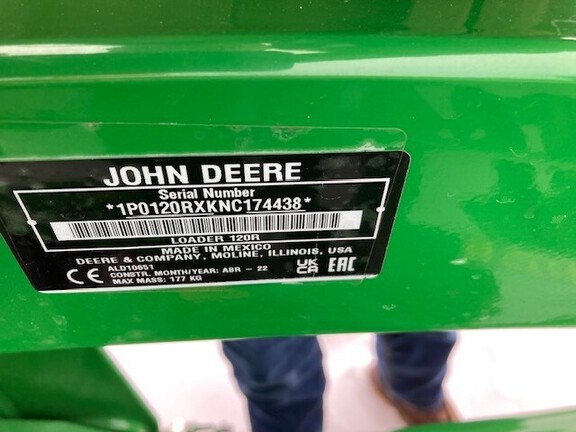 JOHN DEERE
Serial Number
*1P0120RXKNC174438*
LOADER 120R
MADE IN MEXICO
DEERE & COMPANY, MOLINE, ILLINOIS, USA
ALD10651
CONSTR. MONTH/YEAR: ABR - 22
MAX MASS: 177 KG
CE
UK
CA
EAC